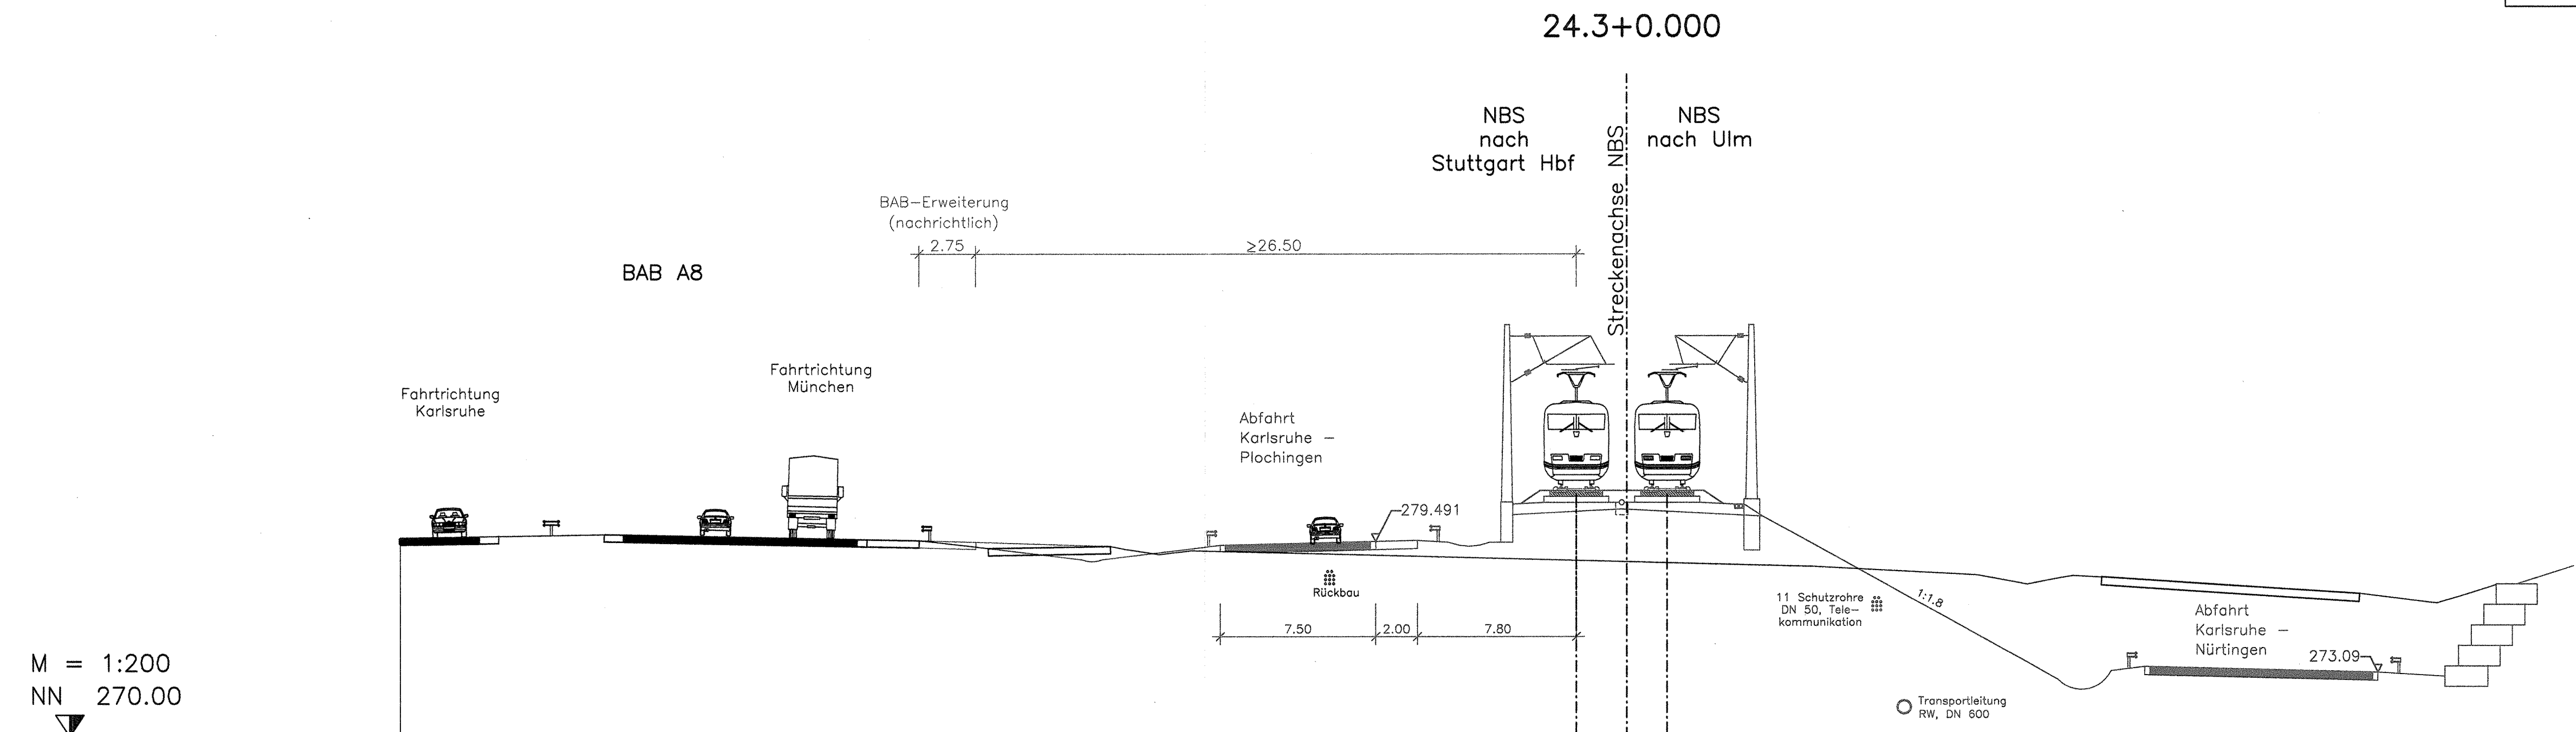 24.3+0.000
NBS
nach
Stuttgart Hbf
Streckenachse NBS
NBS
nach Ulm
BAB-Erweiterung
(nachrichtlich)
2.75
≥26.50
BAB A8
Fahrtrichtung
Karlsruhe
Fahrtrichtung
München
Abfahrt
Karlsruhe –
Plochingen
279.491
Rückbau
7.50
2.00
7.80
11 Schutzrohre
DN 50, Tele-
kommunikation
1:1.8
Abfahrt
Karlsruhe –
Nürtingen
273.09
Transportleitung
RW, DN 600
M = 1:200
NN 270.00